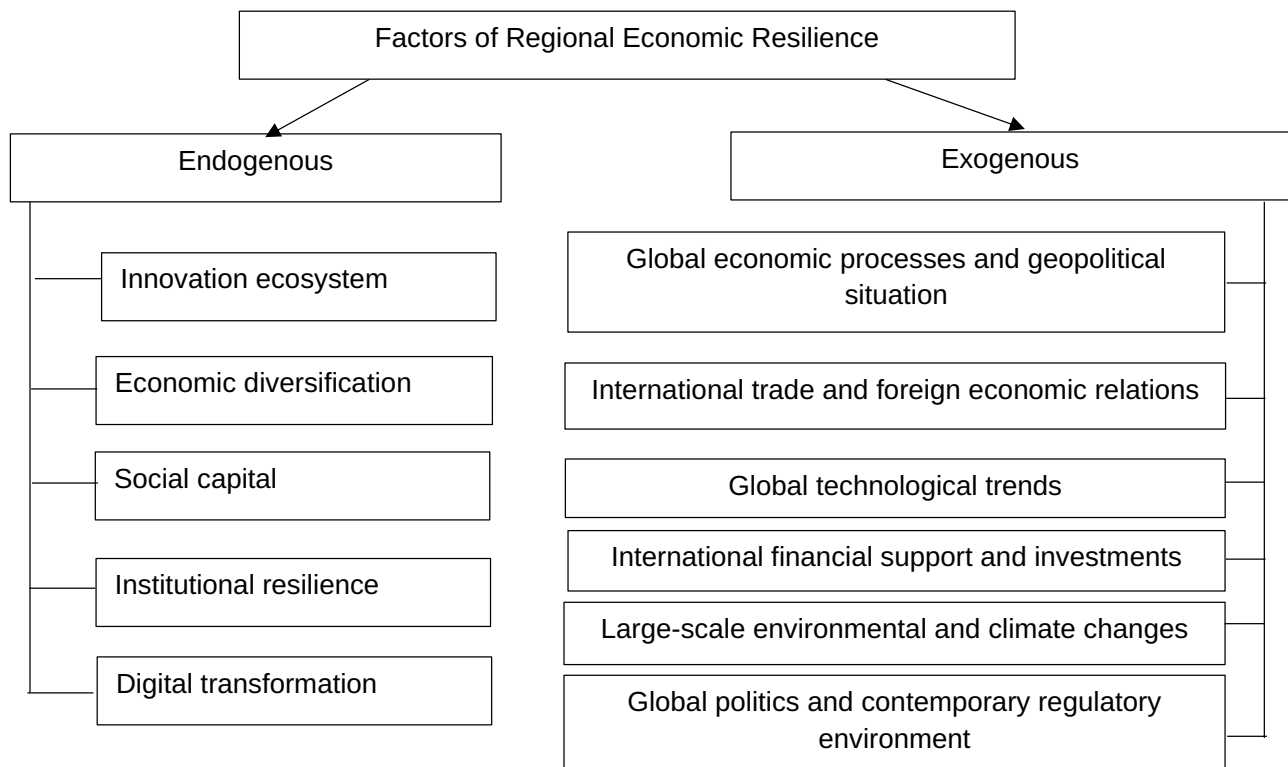 Factors of Regional Economic Resilience
Endogenous
Exogenous
Innovation ecosystem
Economic diversification
Social capital
Institutional resilience
Digital transformation
Global economic processes and geopolitical
situation
International trade and foreign economic relations
Global technological trends
International financial support and investments
Large-scale environmental and climate changes
Global politics and contemporary regulatory
environment